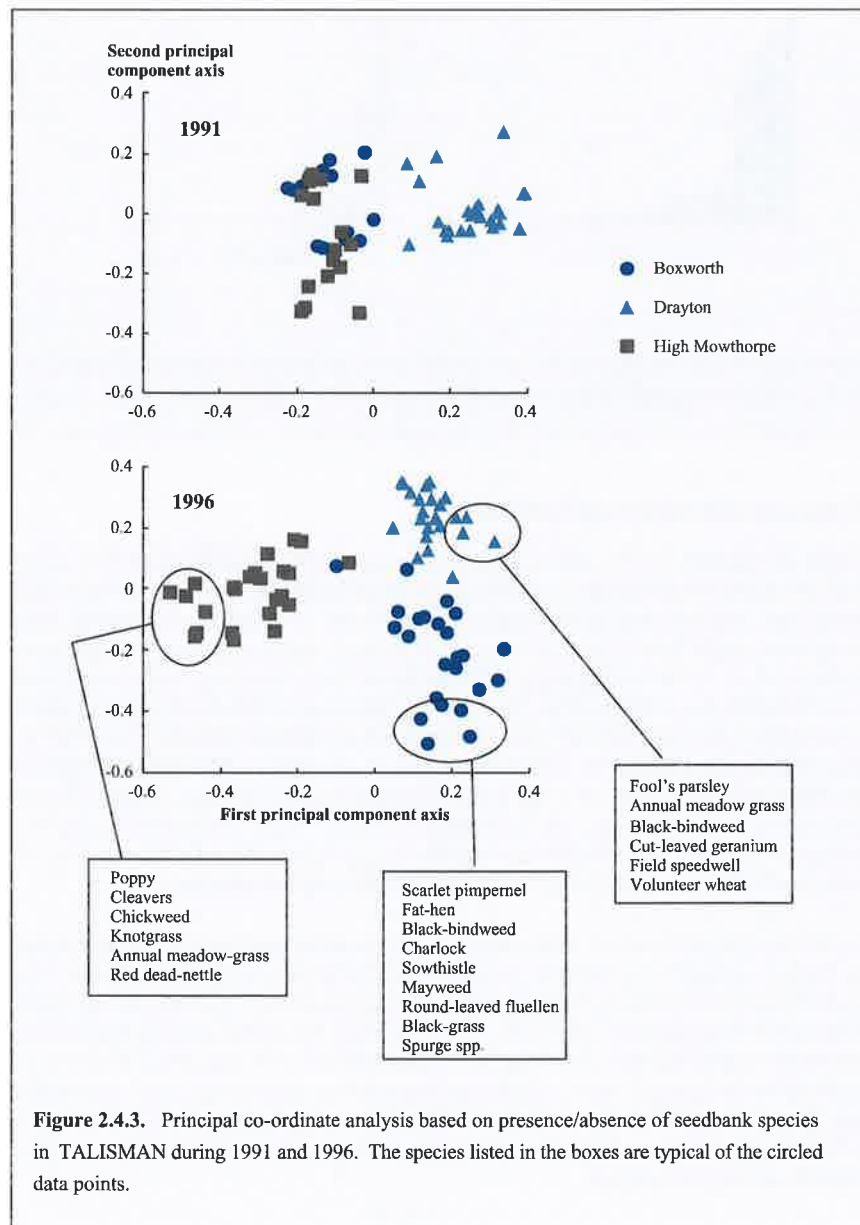 Second principal
component axis
0.4
0.2
0
-0.2
-0.4
-0.6
1991
-0.6
-0.4
-0.2
0
0.2
0.4
Boxworth
Drayton
High Mowthorpe
0.4
0.2
0
-0.2
-0.4
-0.6
1996
-0.6
-0.4
-0.2
0
0.2
0.4
First principal component axis
Fool's parsley
Annual meadow grass
Black-bindweed
Cut-leaved geranium
Field speedwell
Volunteer wheat
Poppy
Cleavers
Chickweed
Knotgrass
Annual meadow-grass
Red dead-nettle
Scarlet pimpernel
Fat-hen
Black-bindweed
Charlock
Sowthistle
Mayweed
Round-leaved fluellen
Black-grass
Spurge spp.
Figure 2.4.3. Principal co-ordinate analysis based on presence/absence of seedbank species
in TALISMAN during 1991 and 1996. The species listed in the boxes are typical of the circled
data points.